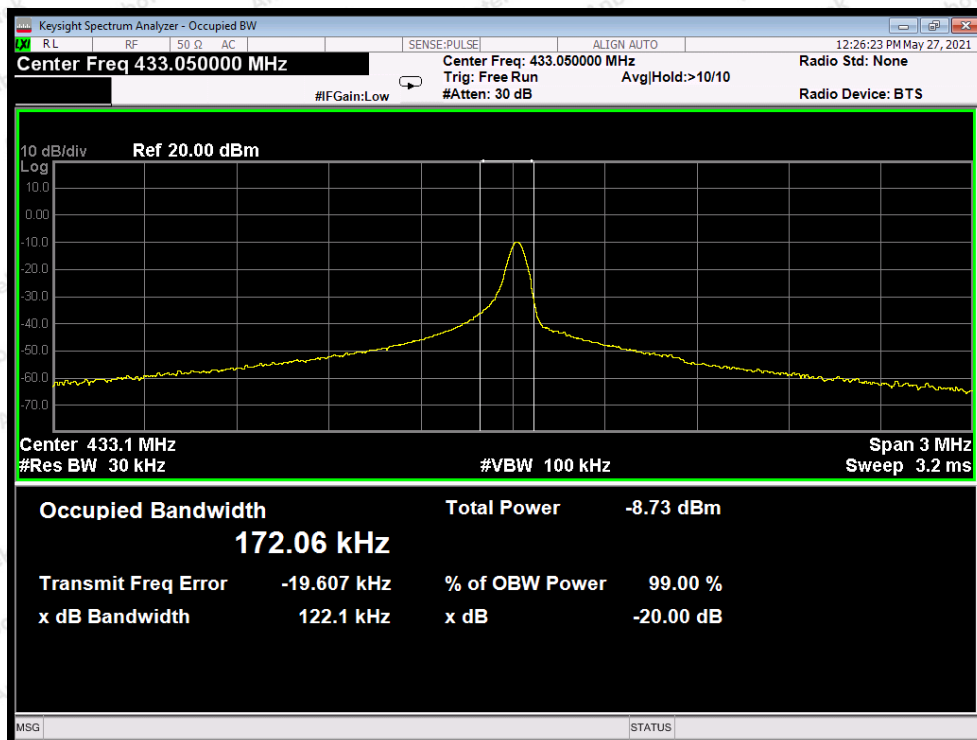 Keysight Spectrum Analyzer - Occupied BW
LXI RL RF 50 Ω AC SENSE:PULSE ALIGN AUTO 12:26:23 PM May 27, 2021
Center Freq 433.050000 MHz
Center Freq: 433.050000 MHz
Radio Std: None
Trig: Free Run Avg|Hold:>10/10
#IFGain:Low
#Atten: 30 dB
Radio Device: BTS
10 dB/div Ref 20.00 dBm
Log
10.0
0.00
-10.0
-20.0
-30.0
-40.0
-50.0
-60.0
-70.0
Center 433.1 MHz Span 3 MHz
#Res BW 30 kHz #VBW 100 kHz Sweep 3.2 ms
Occupied Bandwidth Total Power -8.73 dBm
172.06 kHz
Transmit Freq Error -19.607 kHz % of OBW Power 99.00 %
x dB Bandwidth 122.1 kHz x dB -20.00 dB
MSG STATUS